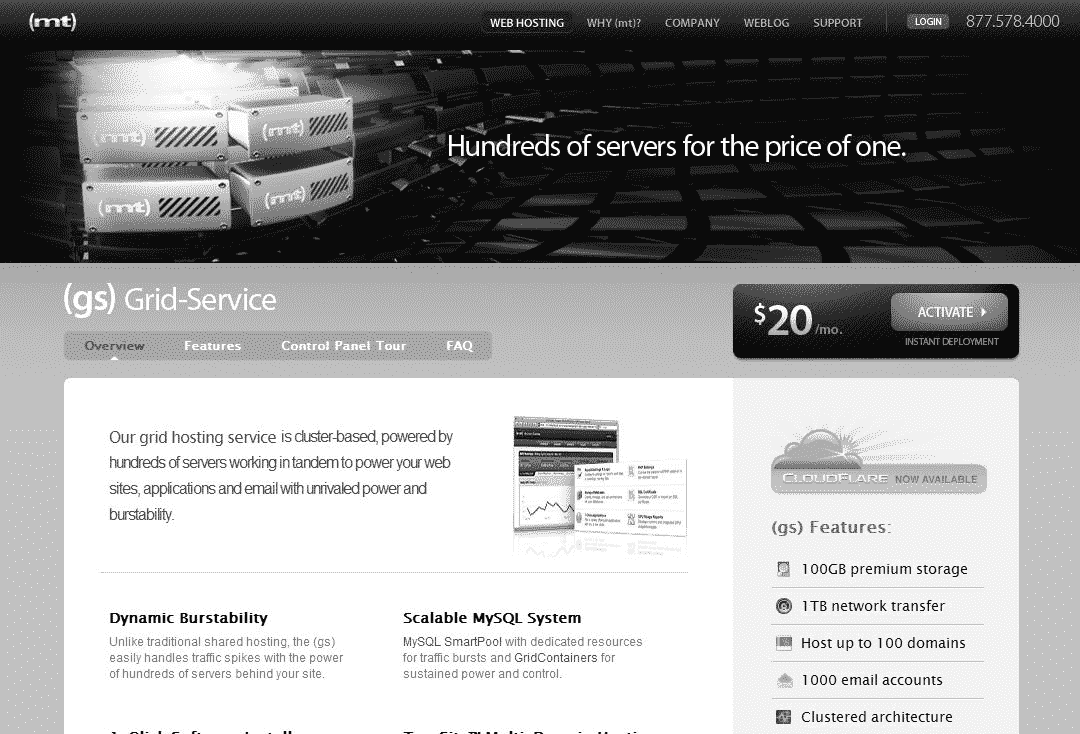 (mt)
WEB HOSTING WHY (mt)? COMPANY WEBLOG SUPPORT LOGIN 877.578.4000
(mt) (mt)
(mt) (mt)
Hundreds of servers for the price of one.
(gs) Grid-Service
$20/mo. ACTIVATE
INSTANT DEPLOYMENT
Overview Features Control Panel Tour FAQ
Our grid hosting service is cluster-based, powered by
hundreds of servers working in tandem to power your web
sites, applications and email with unrivaled power and
burstability.
CLOUDFLARE NOW AVAILABLE
(gs) Features:
100GB premium storage
1TB network transfer
Host up to 100 domains
1000 email accounts
Clustered architecture
Dynamic Burstability
Unlike traditional shared hosting, the (gs)
easily handles traffic spikes with the power
of hundreds of servers behind your site.
Scalable MySQL System
MySQL SmartPool with dedicated resources
for traffic bursts and GridContainers for
sustained power and control.